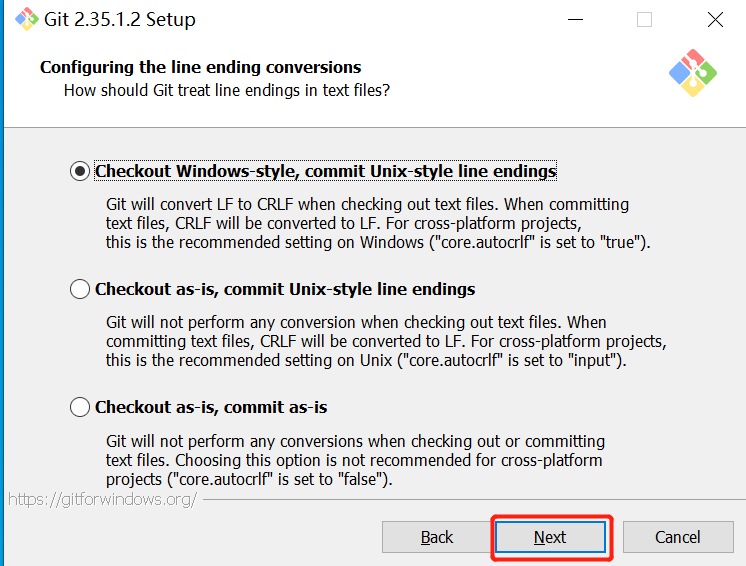 Git 2.35.1.2 Setup
Configuring the line ending conversions
How should Git treat line endings in text files?
Checkout Windows-style, commit Unix-style line endings
Git will convert LF to CRLF when checking out text files. When committing
text files, CRLF will be converted to LF. For cross-platform projects,
this is the recommended setting on Windows ("core.autocrlf" is set to "true").
Checkout as-is, commit Unix-style line endings
Git will not perform any conversion when checking out text files. When
committing text files, CRLF will be converted to LF. For cross-platform projects,
this is the recommended setting on Unix ("core.autocrlf" is set to "input").
Checkout as-is, commit as-is
Git will not perform any conversions when checking out or committing
text files. Choosing this option is not recommended for cross-platform
projects ("core.autocrlf" is set to "false").
https://gitforwindows.org/
Back Next Cancel